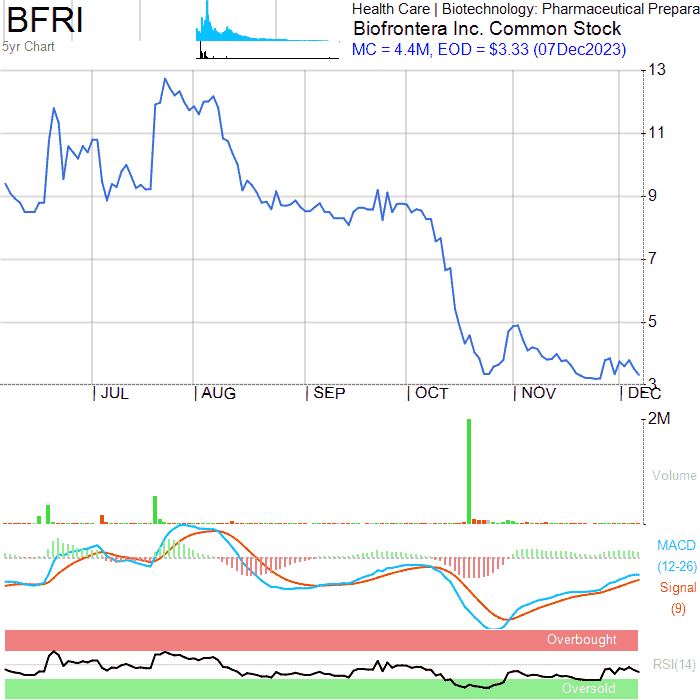 BFRI
5yr Chart
Health Care | Biotechnology: Pharmaceutical Prepara
Biofrontera Inc. Common Stock
MC = 4.4M, EOD = $3.33 (07Dec2023)
13
11
9
7
5
3
JUL AUG SEP OCT NOV DEC
2M
Volume
MACD
(12-26)
Signal
(9)
Overbought
RSI(14)
Oversold